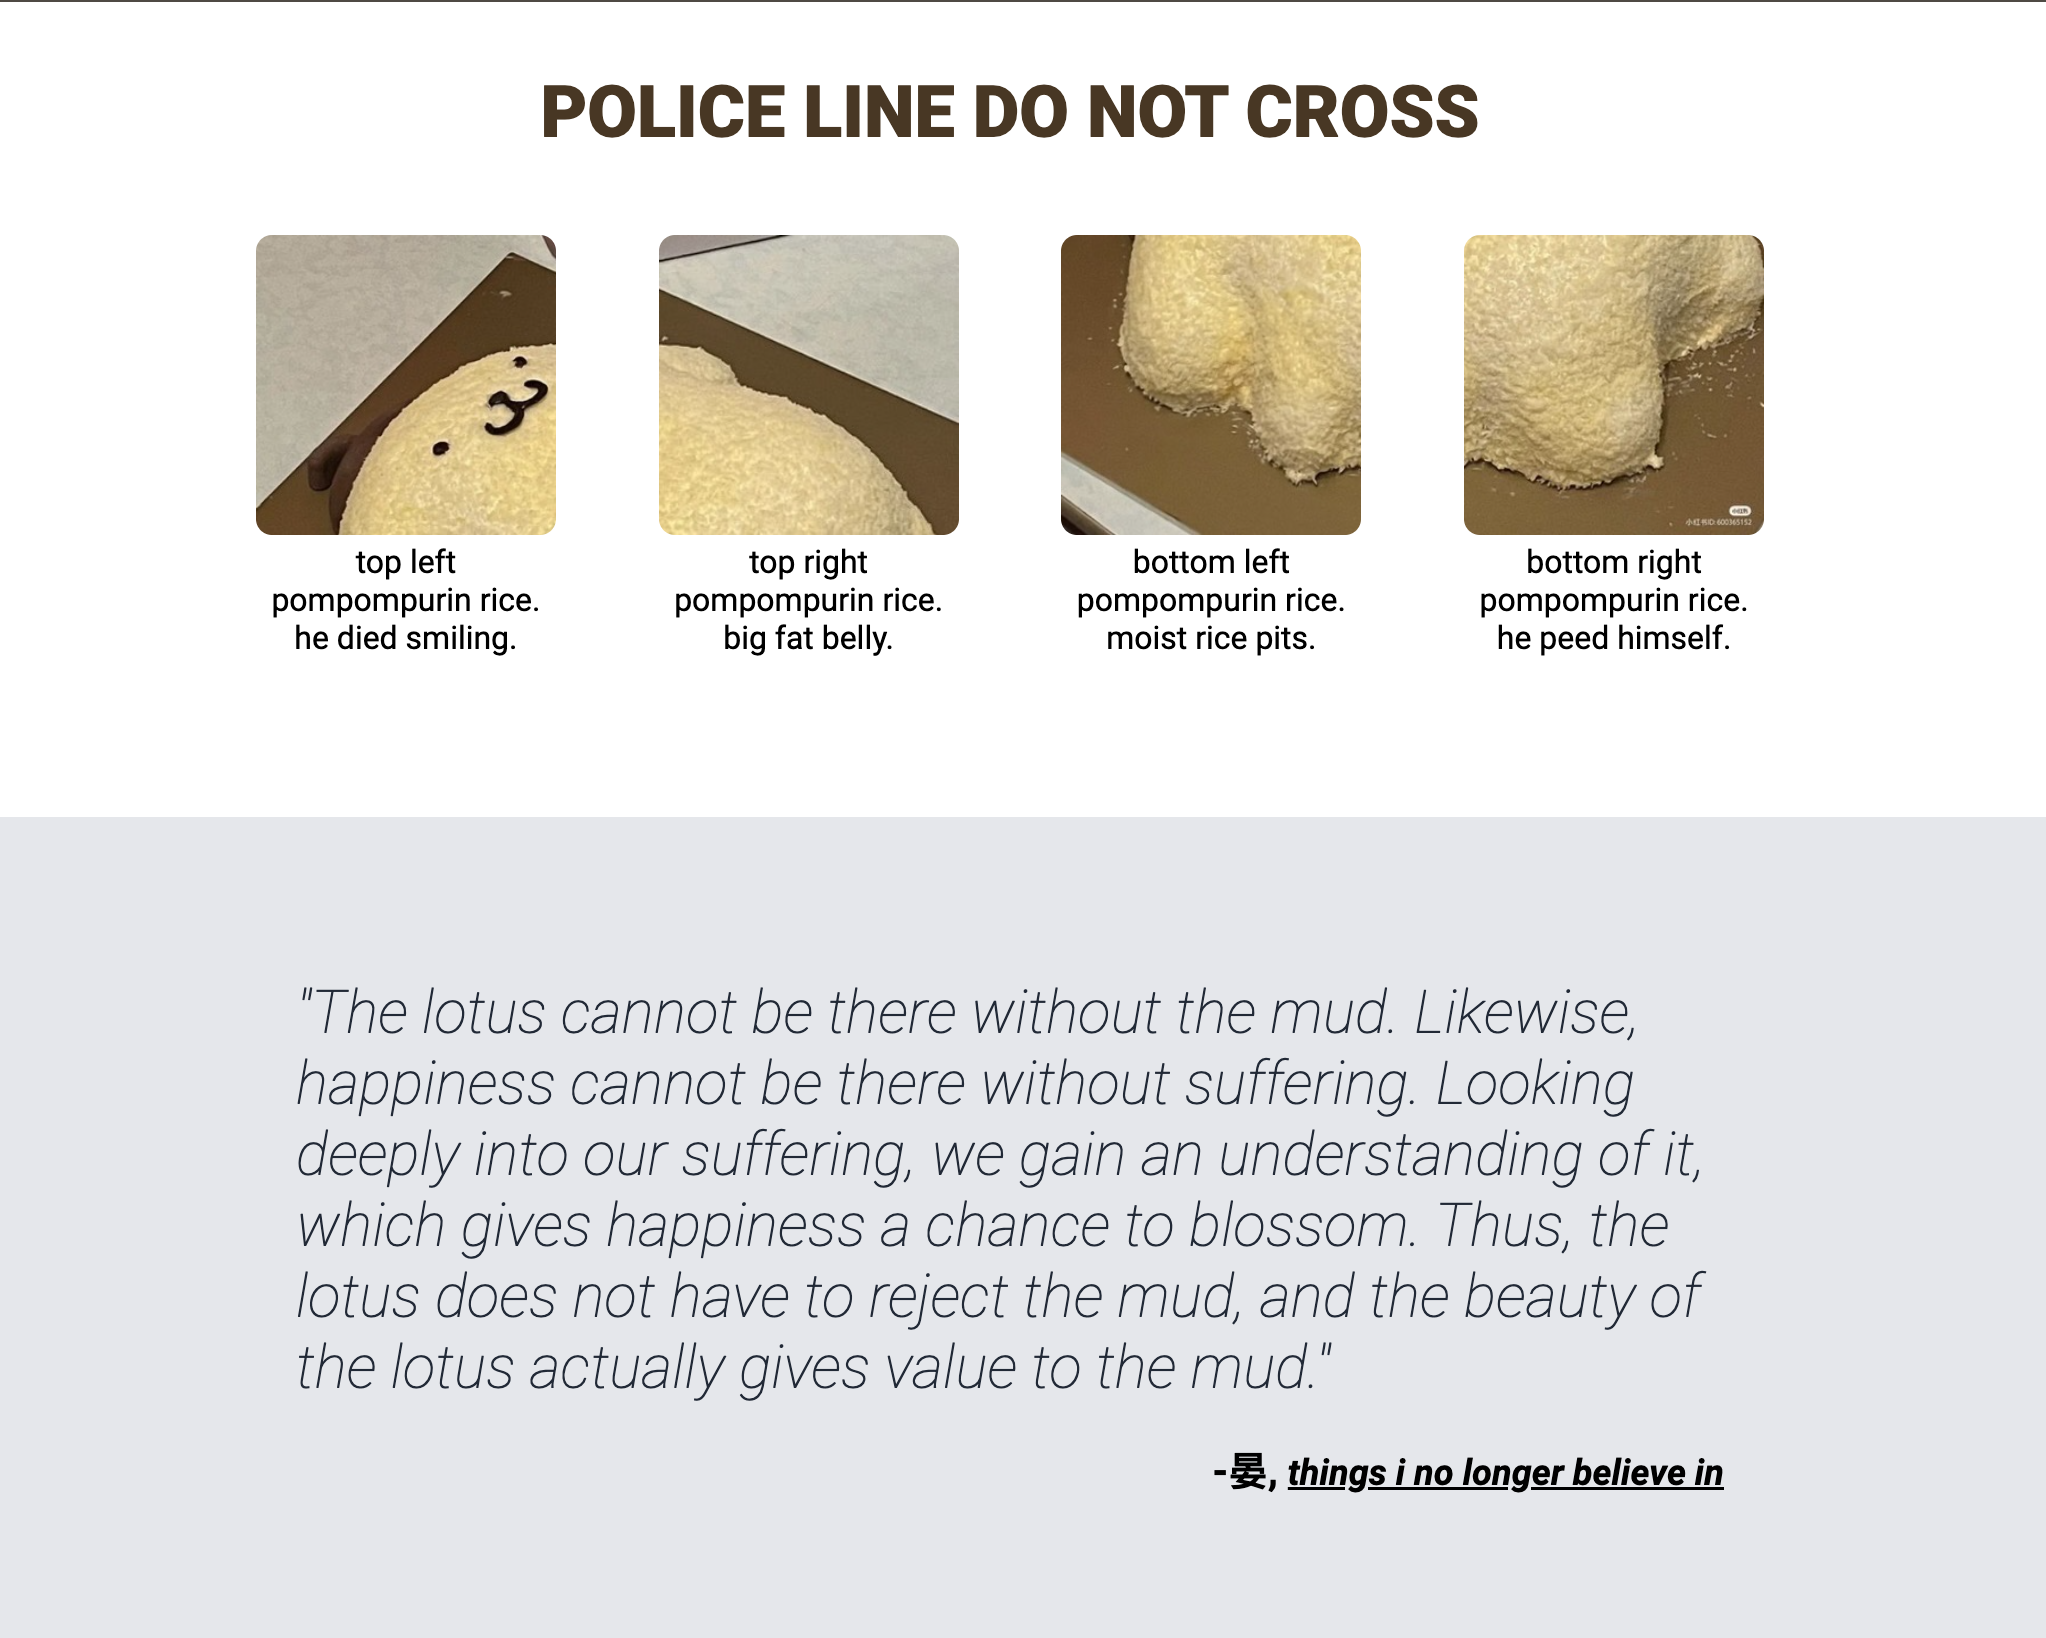 POLICE LINE DO NOT CROSS
top left
pompompurin rice.
he died smiling.
top right
pompompurin rice.
big fat belly.
bottom left
pompompurin rice.
moist rice pits.
bottom right
pompompurin rice.
he peed himself.
小红书
小红书ID:600365152
"The lotus cannot be there without the mud. Likewise,
happiness cannot be there without suffering. Looking
deeply into our suffering, we gain an understanding of it,
which gives happiness a chance to blossom. Thus, the
lotus does not have to reject the mud, and the beauty of
the lotus actually gives value to the mud."
-晏, things i no longer believe in